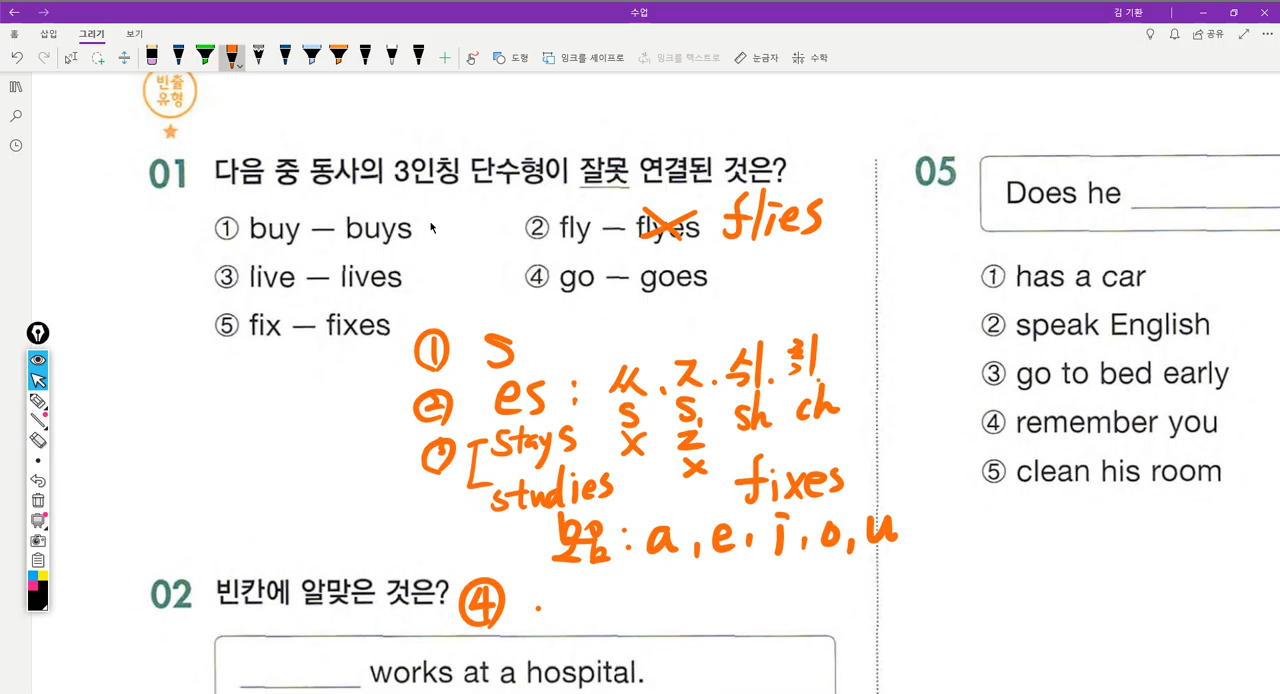 수업
김 기환
홈 삽입 그리기 보기
공유
도형 잉크를 셰이프로 잉크를 텍스트로 눈금자 수학
빈출
유형
01 다음 중 동사의 3인칭 단수형이 잘못 연결된 것은?
① buy — buys ② fly — flyes flies
③ live — lives ④ go — goes
⑤ fix — fixes
① s
② es : ㅆ. ㅈ. 쉬. 취.
s s, sh ch
x z
x
stays
studies
fixes
모음 : a, e, i, o, u
④ .
02 빈칸에 알맞은 것은?
________ works at a hospital.
05 Does he ________
① has a car
② speak English
③ go to bed early
④ remember you
⑤ clean his room